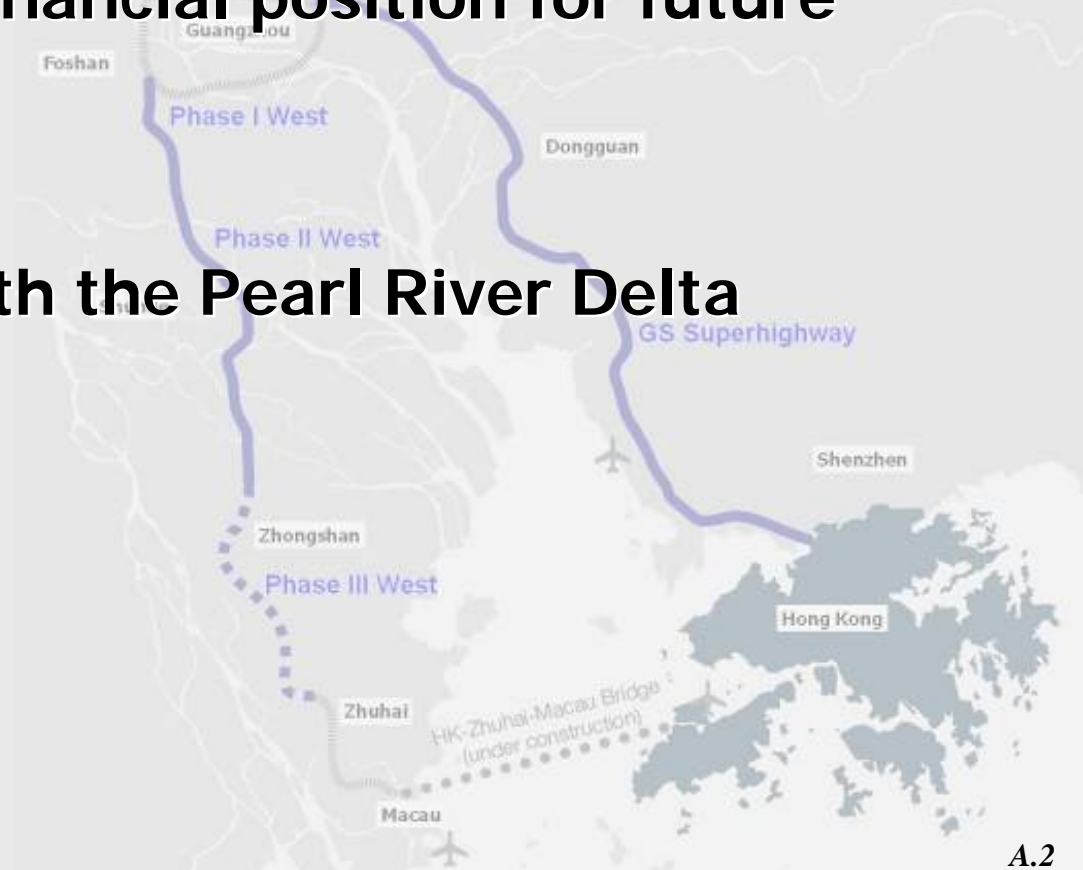 nancial position for future
Guangzhou
Foshan
Phase I West
Dongguan
Phase II West
th the Pearl River Delta
GS Superhighway
Shenzhen
Zhongshan
Phase III West
Hong Kong
Zhuhai
HK-Zhuhai-Macau Bridge
(under construction)
Macau
A.2